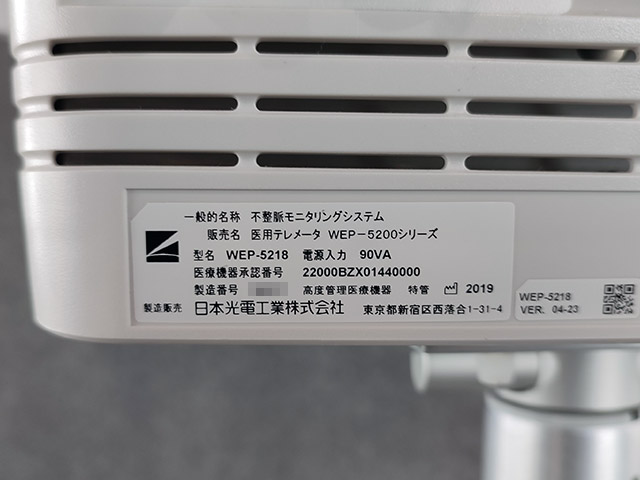 一般的名称 不整脈モニタリングシステム
販売名 医用テレメータ WEP-5200シリーズ
型名 WEP-5218 電源入力 90VA
医療機器承認番号 22000BZX01440000
製造番号 高度管理医療機器 特管 2019
製造販売 日本光電工業株式会社 東京都新宿区西落合1-31-4
WEP-5218
VER. 04-23